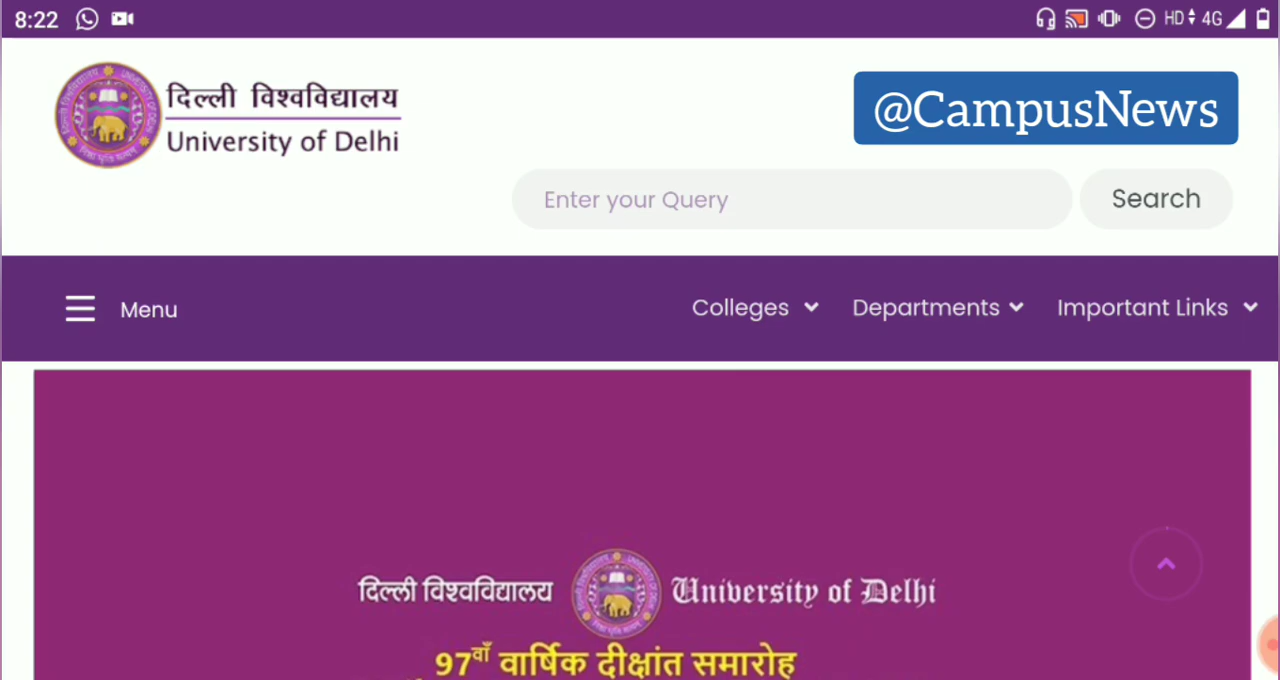 8:22 HD 4G
दिल्ली विश्वविद्यालय
University of Delhi
@CampusNews
Enter your Query Search
Menu Colleges Departments Important Links
दिल्ली विश्वविद्यालय University of Delhi
97वाँ वार्षिक दीक्षांत समारोह